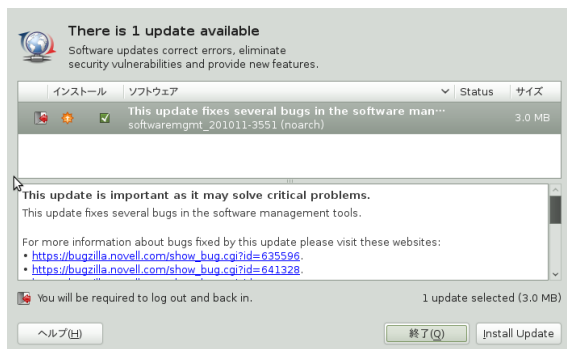 There is 1 update available
Software updates correct errors, eliminate
security vulnerabilities and provide new features.
インストール ソフトウェア Status サイズ
This update fixes several bugs in the software man⋯ 3.0 MB
softwaremgmt_201011-3551 (noarch)
This update is important as it may solve critical problems.
This update fixes several bugs in the software management tools.
For more information about bugs fixed by this update please visit these websites:
• https://bugzilla.novell.com/show_bug.cgi?id=635596.
• https://bugzilla.novell.com/show_bug.cgi?id=641328.
You will be required to log out and back in. 1 update selected (3.0 MB)
ヘルプ(H) 終了(Q) Install Update